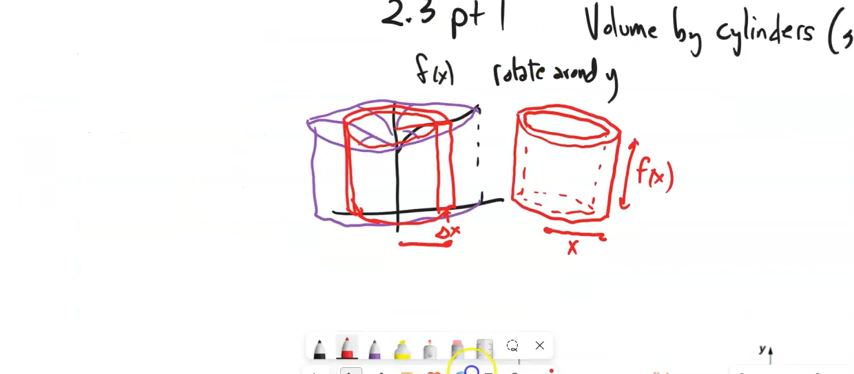 2.3 pt 1
Volume by cylinders (s
f(x) rotate around y
f(x)
Δx
x
y